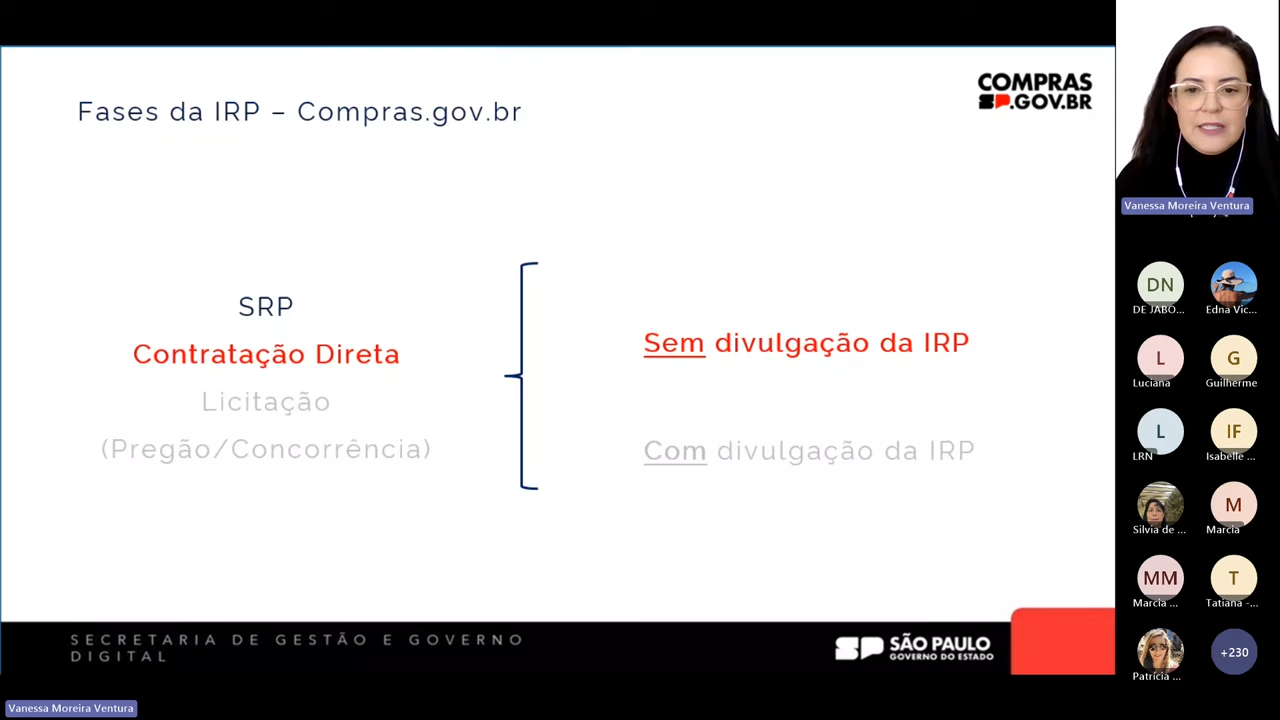 Fases da IRP – Compras.gov.br
COMPRAS
SP.GOV.BR
SRP
Contratação Direta
Licitação
(Pregão/Concorrência)
Sem divulgação da IRP
Com divulgação da IRP
SECRETARIA DE GESTÃO E GOVERNO
DIGITAL
SP SÃO PAULO
GOVERNO DO ESTADO
Vanessa Moreira Ventura
Vanessa Moreira Ventura
DN
DE JABO...
Edna Vic...
L
Luciana
G
Guilherme
L
LRN
IF
Isabelle ...
Silvia de ...
M
Marcia
MM
Marcia ...
T
Tatiana -...
Patrícia ...
+230